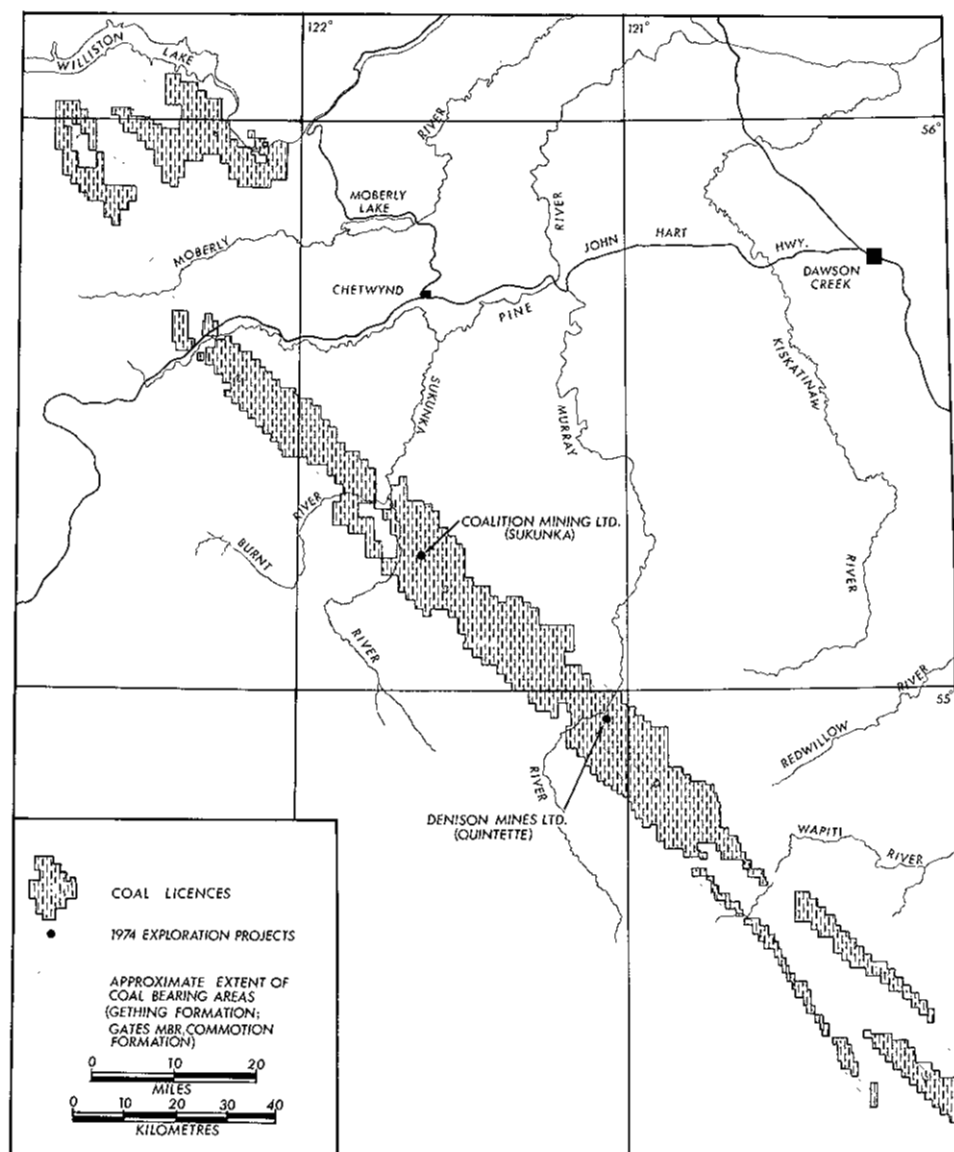 122°
121°
WILLISTON
LAKE
56°
RIVER
MOBERLY
LAKE
RIVER
MOBERLY
JOHN
HART
HWY.
DAWSON
CREEK
CHETWYND
PINE
SUKUNKA
KISKATINAW
MURRAY
RIVER
BURNT
COALITION MINING LTD.
(SUKUNKA)
RIVER
RIVER
RIVER
REDWILLOW
55°
RIVER
DENISON MINES LTD.
(QUINTETTE)
WAPITI
RIVER
COAL LICENCES
1974 EXPLORATION PROJECTS
APPROXIMATE EXTENT OF
COAL BEARING AREAS
(GETHING FORMATION;
GATES MBR, COMMOTION
FORMATION)
0 10 20
MILES
0 10 20 30 40
KILOMETRES